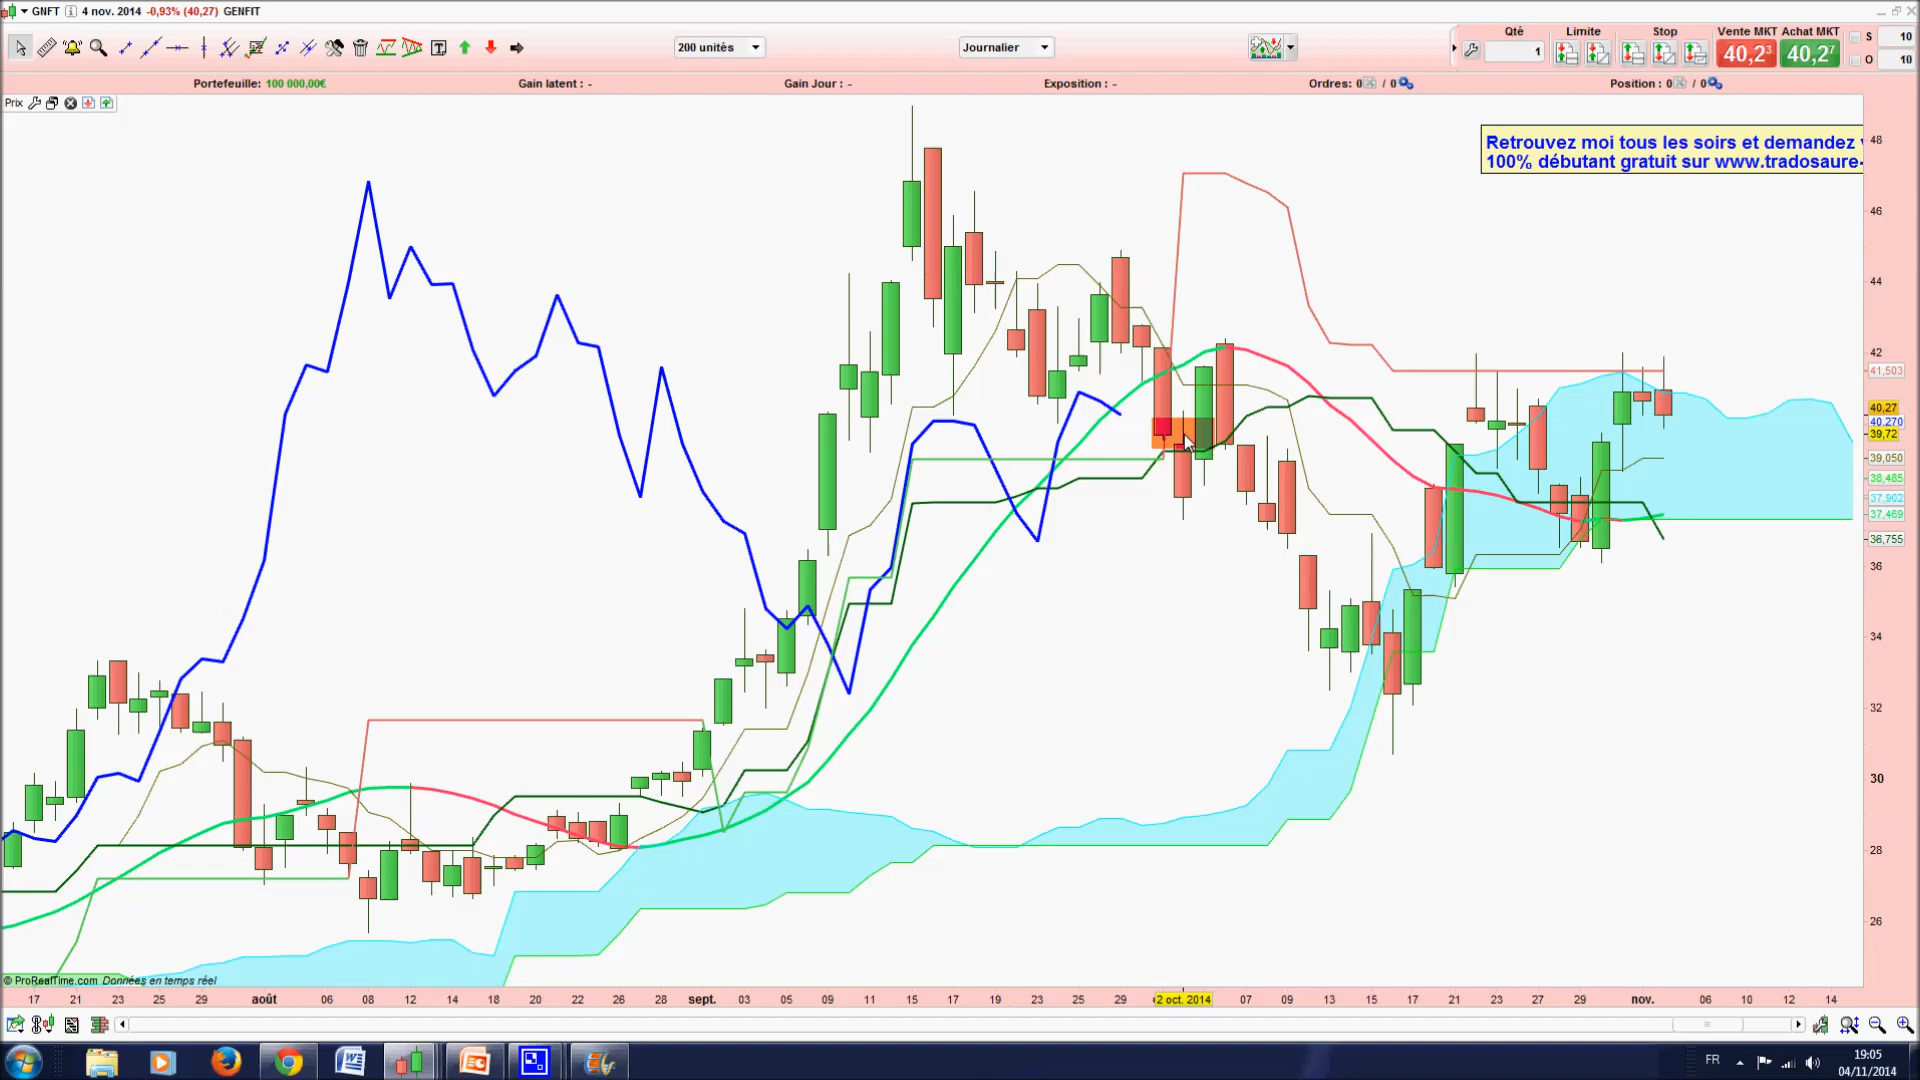 GNFT 4 nov. 2014 -0,93% (40,27) GENFIT
200 unités
Journalier
Qté
1
Limite
Stop
Vente MKT
40,2³
Achat MKT
40,2⁷
S 10
O 10
Portefeuille: 100 000,00€
Gain latent : -
Gain Jour : -
Exposition : -
Ordres: 0 / 0
Position : 0 / 0
Prix
Retrouvez moi tous les soirs et demandez
100% débutant gratuit sur www.tradosaure-
48
46
44
42
41,503
40,27
40,270
39,72
39,050
38,485
37,902
37,469
36,755
36
34
32
30
28
26
© ProRealTime.com Données en temps réel
17 21 23 25 29 août 06 08 12 14 18 20 22 26 28 sept. 03 05 09 11 15 17 19 23 25 29 2 oct. 2014 07 09 13 15 17 21 23 27 29 nov. 06 10 12 14
FR
19:05
04/11/2014